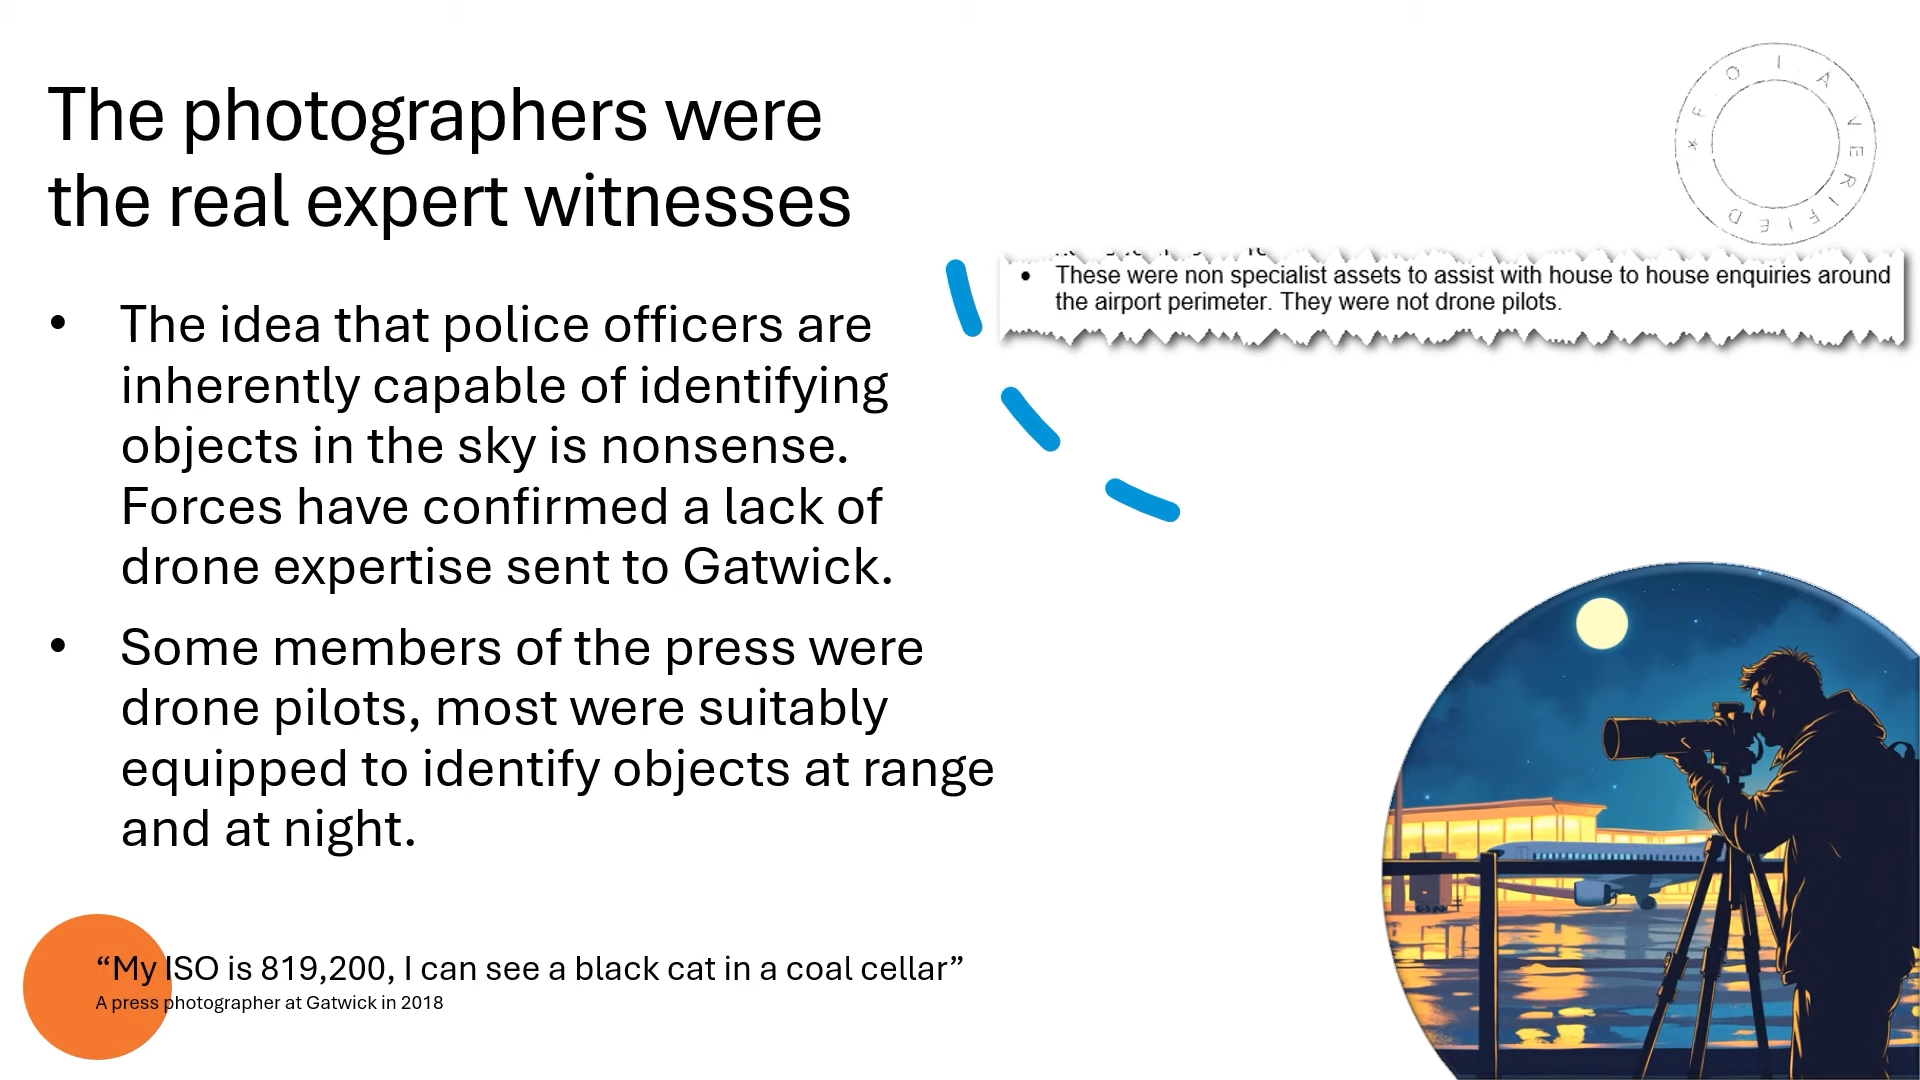 The photographers were
the real expert witnesses
• The idea that police officers are
inherently capable of identifying
objects in the sky is nonsense.
Forces have confirmed a lack of
drone expertise sent to Gatwick.
• Some members of the press were
drone pilots, most were suitably
equipped to identify objects at range
and at night.
“My ISO is 819,200, I can see a black cat in a coal cellar”
A press photographer at Gatwick in 2018
* F.O.I.A VERIFIED
• These were non specialist assets to assist with house to house enquiries around
the airport perimeter. They were not drone pilots.